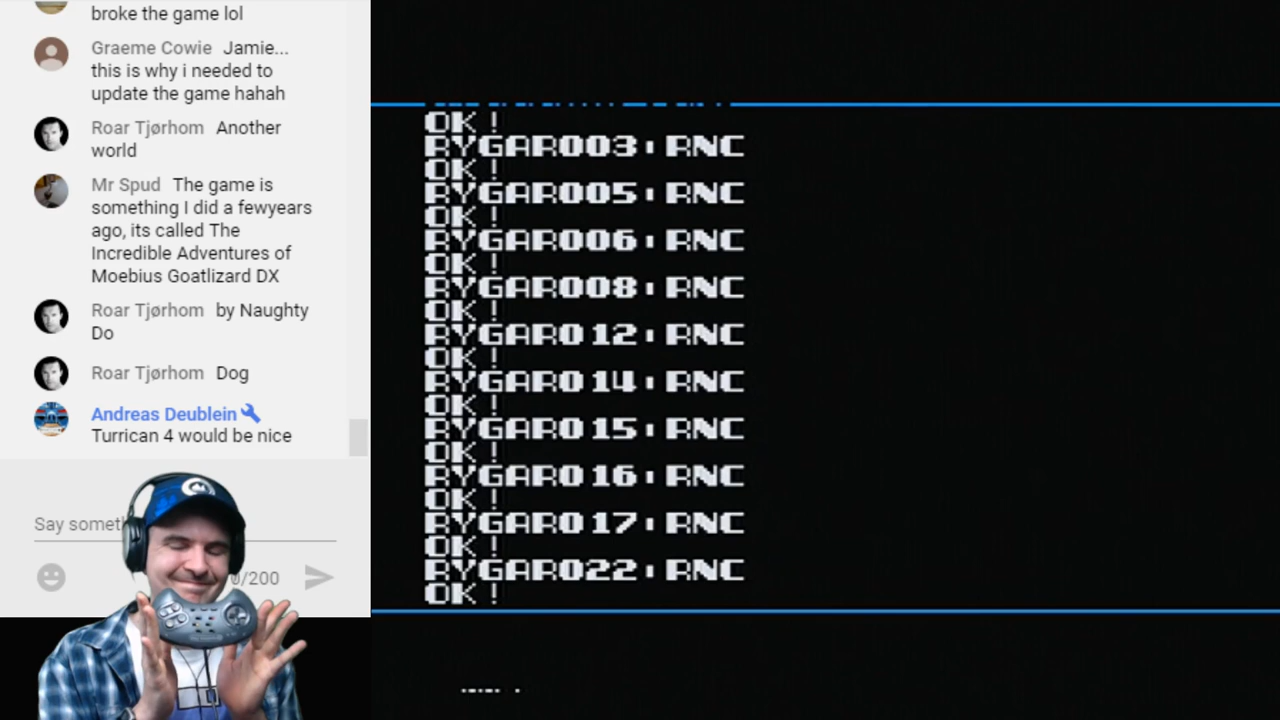 broke the game lol
Graeme Cowie Jamie...
this is why i needed to
update the game hahah
Roar Tjørhom Another
world
Mr Spud The game is
something I did a fewyears
ago, its called The
Incredible Adventures of
Moebius Goatlizard DX
Roar Tjørhom by Naughty
Do
Roar Tjørhom Dog
Andreas Deublein
Turrican 4 would be nice
/200
OK!
RYGAR003:RNC
OK!
RYGAR005:RNC
OK!
RYGAR006:RNC
OK!
RYGAR008:RNC
OK!
RYGAR012:RNC
OK!
RYGAR014:RNC
OK!
RYGAR015:RNC
OK!
RYGAR016:RNC
OK!
RYGAR017:RNC
OK!
RYGAR022:RNC
OK!